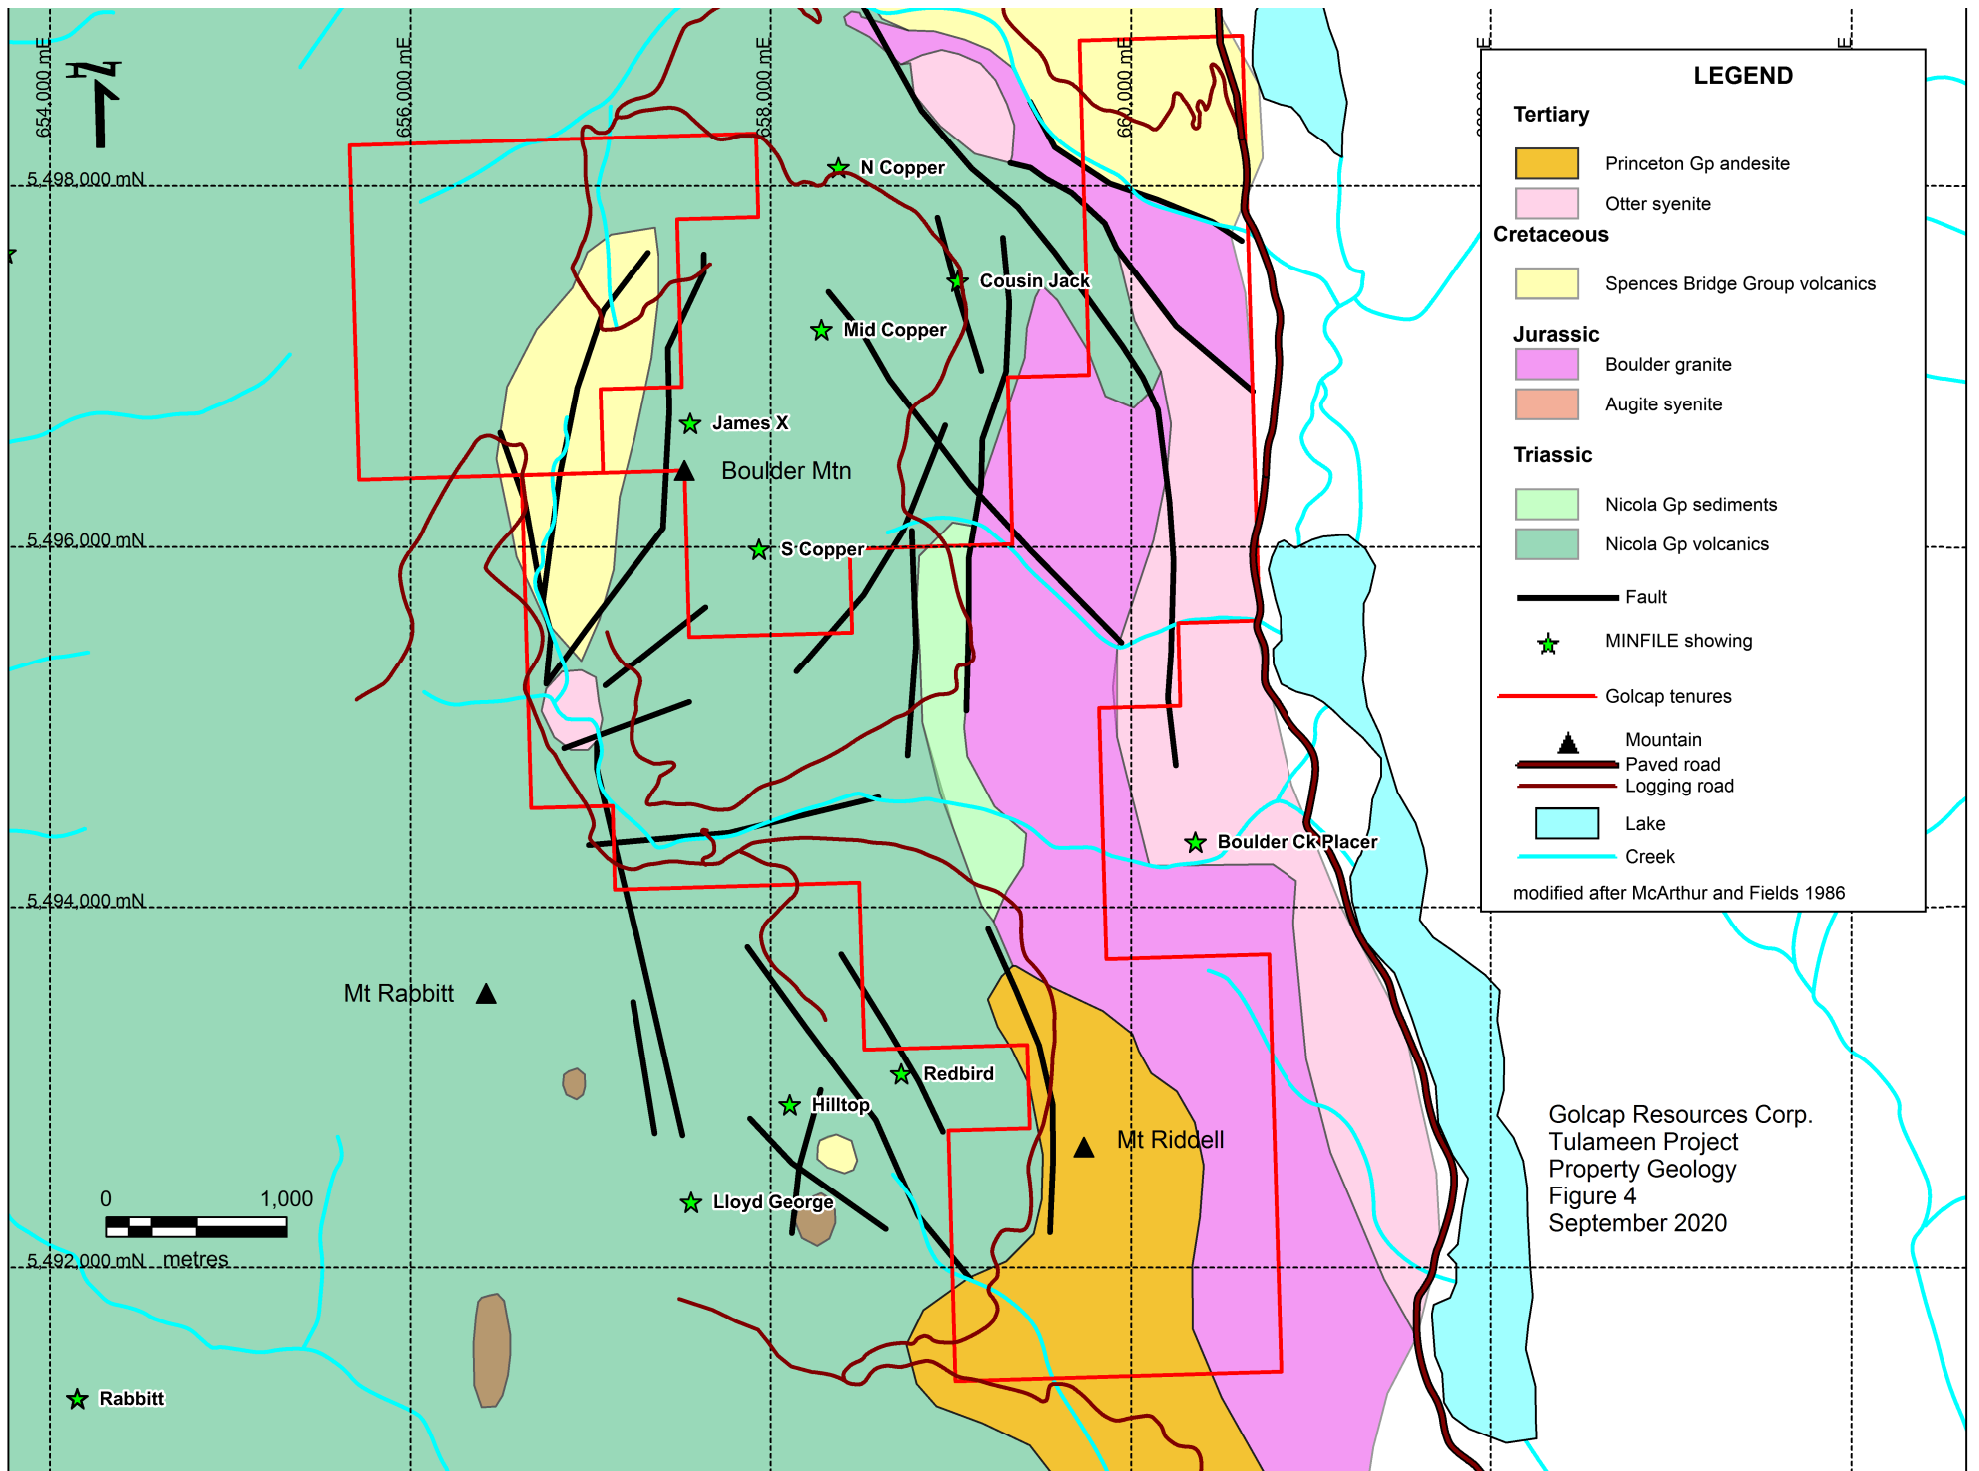 654,000 mE
656,000 mE
658,000 mE
660,000 mE
N
5,498,000 mN
5,496,000 mN
5,494,000 mN
5,492,000 mN
N Copper
Cousin Jack
Mid Copper
James X
Boulder Mtn
S Copper
Boulder Ck Placer
Mt Rabbitt
Redbird
Hilltop
Mt Riddell
Lloyd George
Rabbitt
0 1,000
metres
LEGEND
Tertiary
Princeton Gp andesite
Otter syenite
Cretaceous
Spences Bridge Group volcanics
Jurassic
Boulder granite
Augite syenite
Triassic
Nicola Gp sediments
Nicola Gp volcanics
Fault
MINFILE showing
Golcap tenures
Mountain
Paved road
Logging road
Lake
Creek
modified after McArthur and Fields 1986
Golcap Resources Corp.
Tulameen Project
Property Geology
Figure 4
September 2020